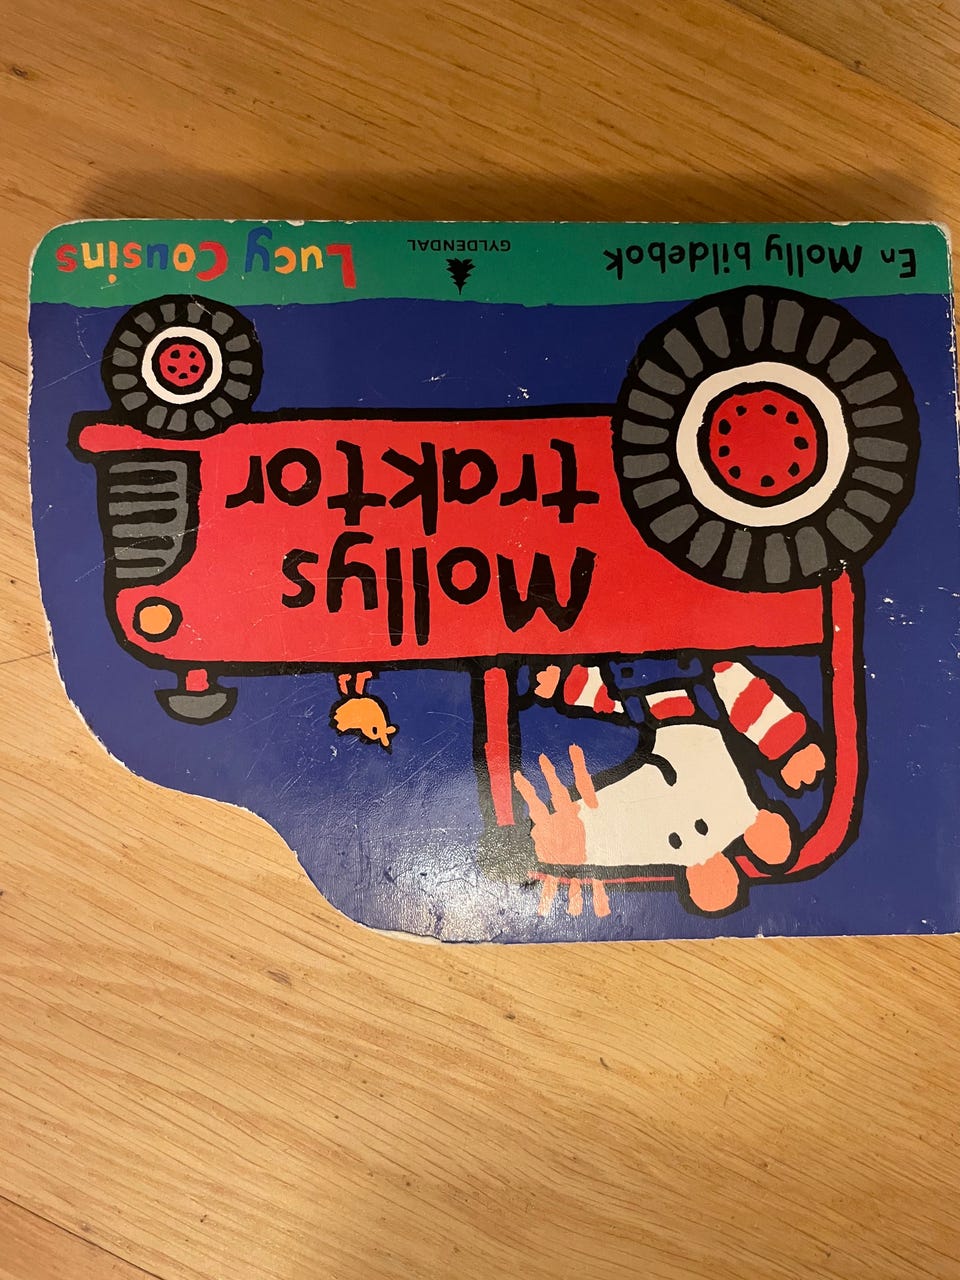 Mollys
traktor
En Molly bildebok
GYLDENDAL
Lucy Cousins